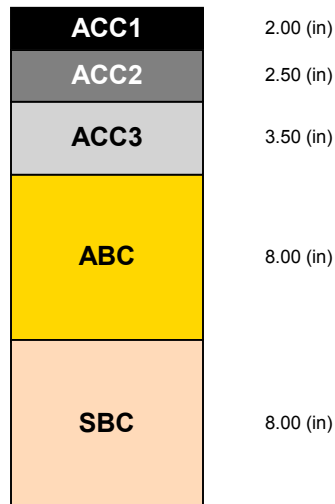 ACC1 2.00 (in)
ACC2 2.50 (in)
ACC3 3.50 (in)
ABC 8.00 (in)
SBC 8.00 (in)